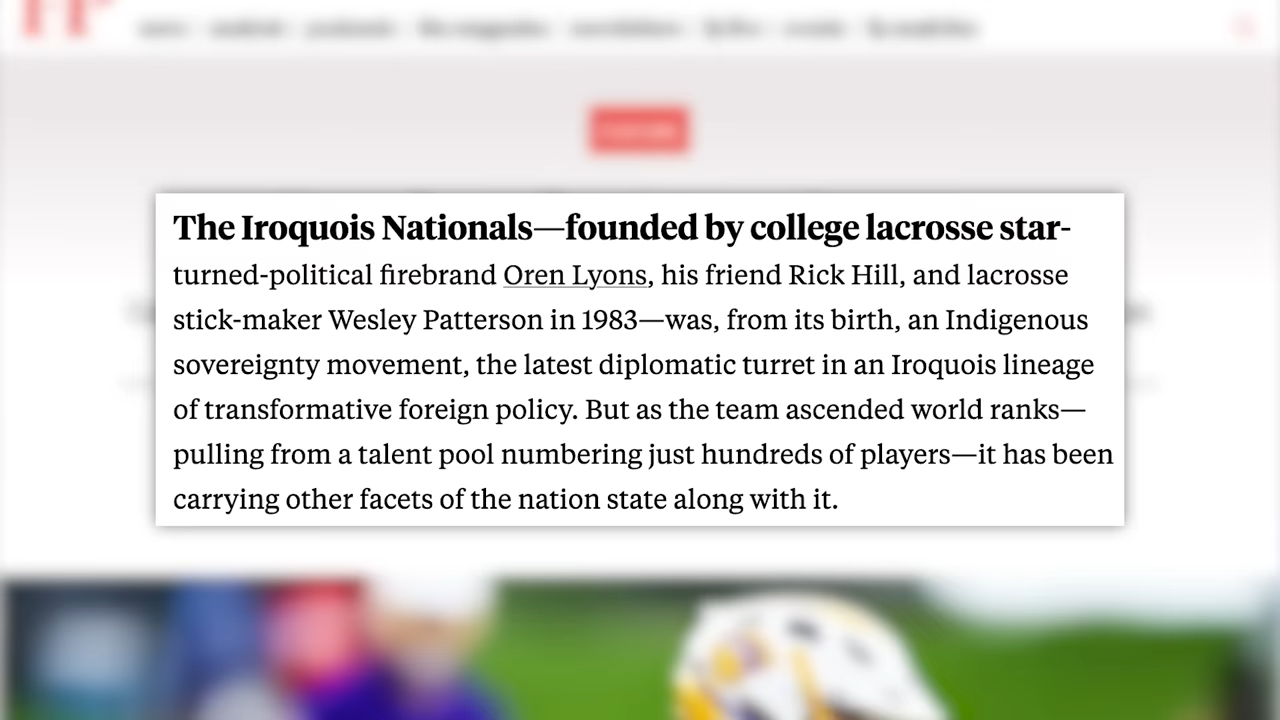 The Iroquois Nationals—founded by college lacrosse star-
turned-political firebrand Oren Lyons, his friend Rick Hill, and lacrosse
stick-maker Wesley Patterson in 1983—was, from its birth, an Indigenous
sovereignty movement, the latest diplomatic turret in an Iroquois lineage
of transformative foreign policy. But as the team ascended world ranks—
pulling from a talent pool numbering just hundreds of players—it has been
carrying other facets of the nation state along with it.